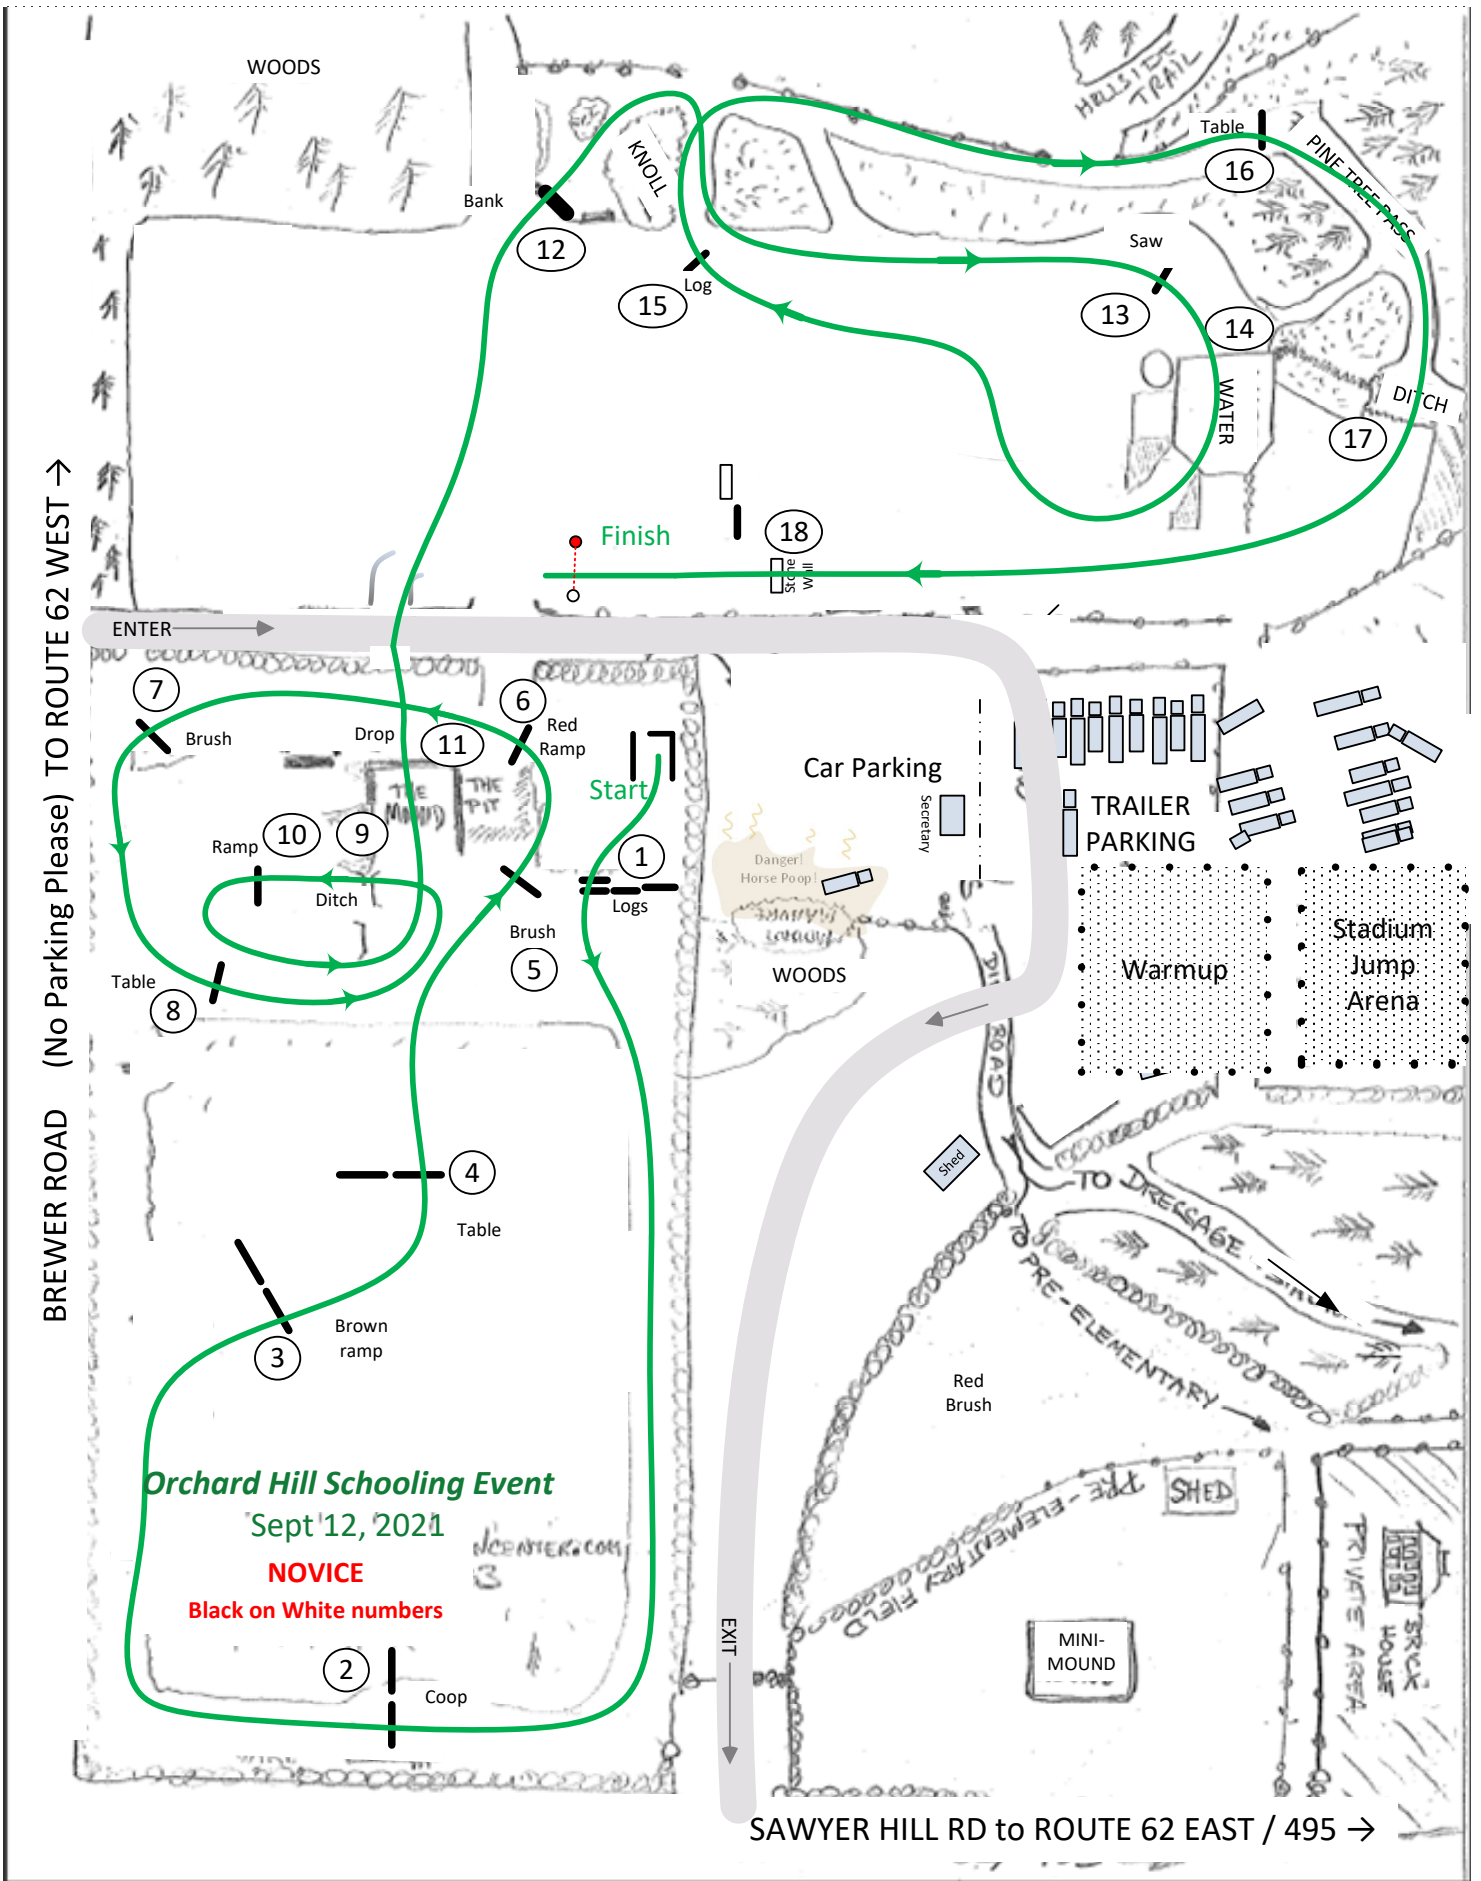 WOODS
HILLSIDE
TRAIL
Table
16
PINE TREE PASS
KNOLL
Bank
12
Saw
13
14
15
Log
WATER
DITCH
17
18
Stone
Wall
Finish
BREWER ROAD (No Parking Please) TO ROUTE 62 WEST →
ENTER
7
Brush
6
Red
Ramp
Drop
11
THE
MOUND
THE
PIT
Start
Car Parking
Secretary
TRAILER
PARKING
Ramp
10
9
Ditch
1
Logs
Danger!
Horse Poop!
MANURE
WOODS
Brush
5
Table
8
Warmup
Stadium
Jump
Arena
ROAD
4
Table
Shed
TO DRESSAGE
TO PRE-ELEMENTARY
3
Brown
ramp
Red
Brush
Orchard Hill Schooling Event
Sept 12, 2021
NOVICE
Black on White numbers
NCENTER.COM
PRE-ELEMENTARY FIELD
SHED
PRIVATE AREA
BRICK
HOUSE
2
Coop
EXIT
MINI-
MOUND
SAWYER HILL RD to ROUTE 62 EAST / 495 →